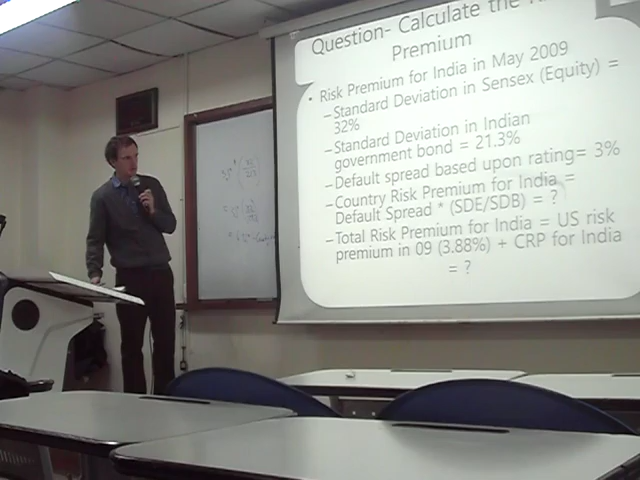 Question- Calculate the
Premium
• Risk Premium for India in May 2009
–Standard Deviation in Sensex (Equity) =
32%
–Standard Deviation in Indian
government bond = 21.3%
–Default spread based upon rating= 3%
–Country Risk Premium for India =
Default Spread * (SDE/SDB) = ?
–Total Risk Premium for India = US risk
premium in 09 (3.88%) + CRP for India
= ?